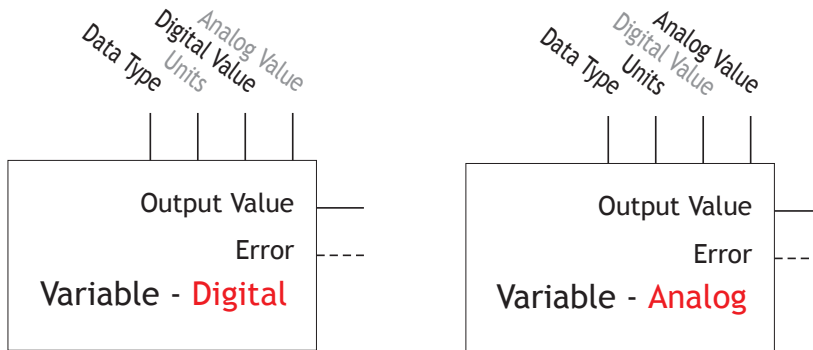 Data Type
Units
Digital Value
Analog Value
Output Value
Error
Variable - Digital
Data Type
Units
Digital Value
Analog Value
Output Value
Error
Variable - Analog